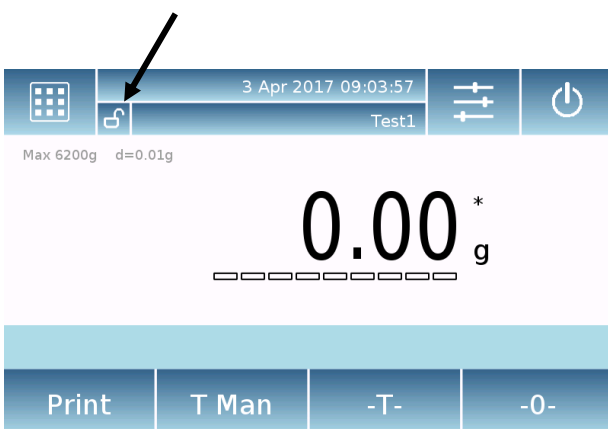 3 Apr 2017 09:03:57
Test1
Max 6200g d=0.01g
0.00 * g
Print T Man -T- -0-